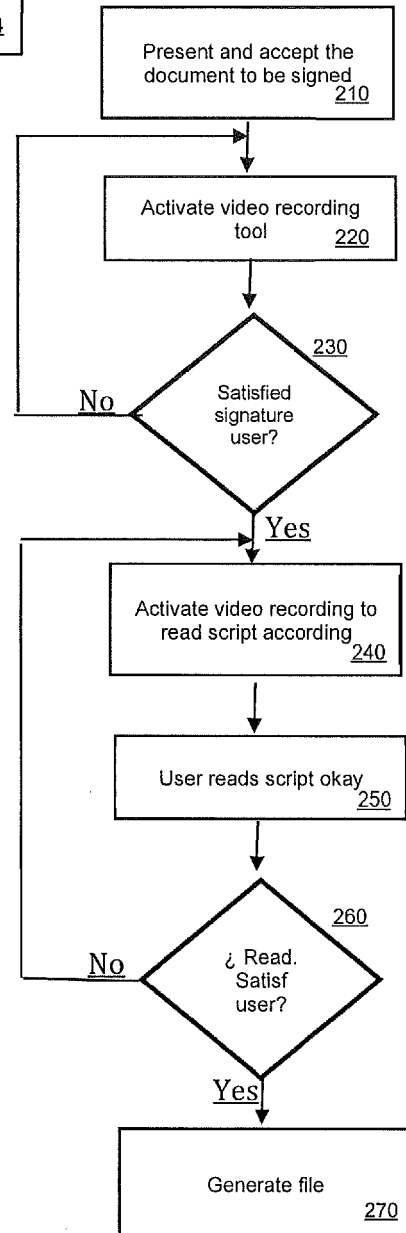 4
Present and accept the
document to be signed
210
Activate video recording
tool
220
230
Satisfied
signature
user?
No
Yes
Activate video recording to
read script according
240
User reads script okay
250
260
¿ Read.
Satisf
user?
No
Yes
Generate file
270